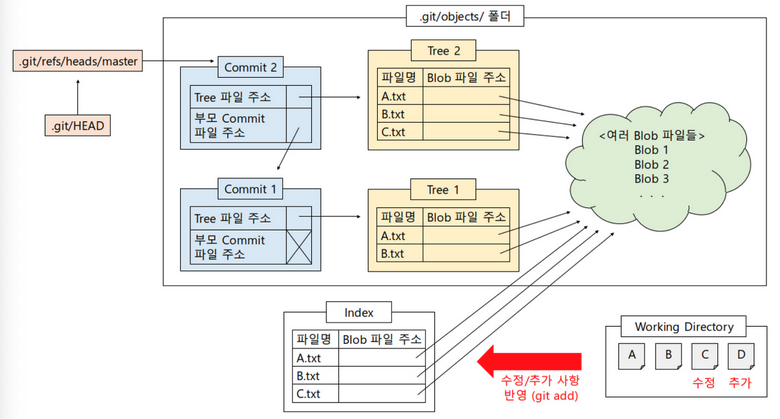 .git/objects/ 폴더
.git/refs/heads/master
.git/HEAD
Commit 2
Tree 파일 주소
부모 Commit
파일 주소
Tree 2
파일명 Blob 파일 주소
A.txt
B.txt
C.txt
<여러 Blob 파일들>
Blob 1
Blob 2
Blob 3
. . .
Commit 1
Tree 파일 주소
부모 Commit
파일 주소
Tree 1
파일명 Blob 파일 주소
A.txt
B.txt
Index
파일명 Blob 파일 주소
A.txt
B.txt
C.txt
수정/추가 사항
반영 (git add)
Working Directory
A B C D
수정 추가